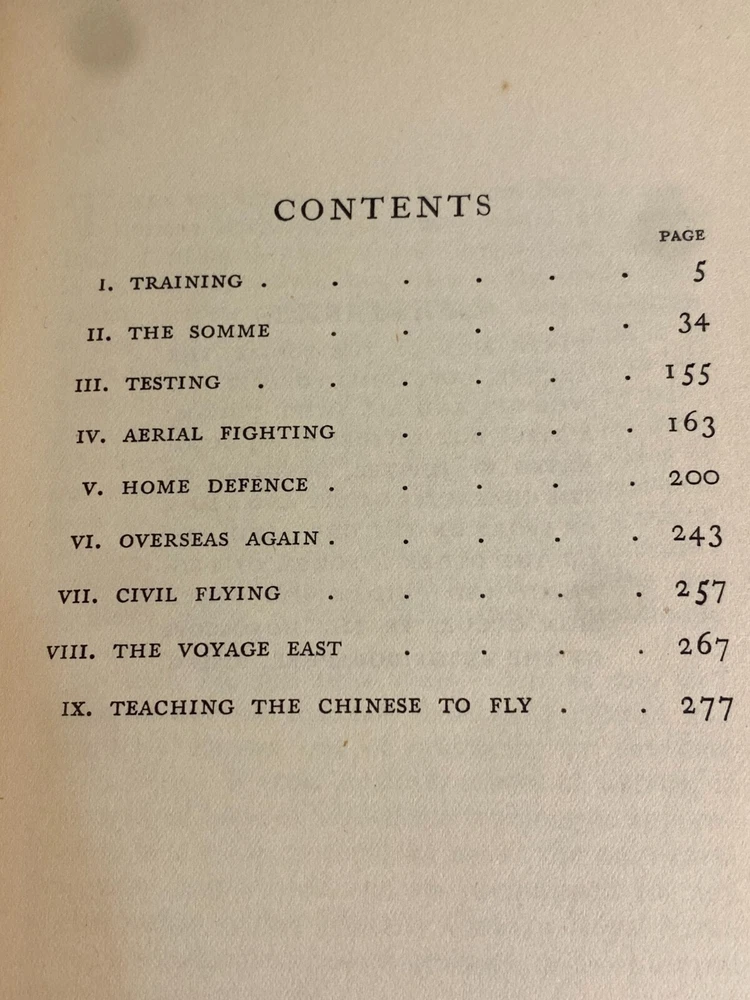 CONTENTS
PAGE
I. TRAINING . . . . . . 5
II. THE SOMME . . . . . 34
III. TESTING . . . . . . 155
IV. AERIAL FIGHTING . . . . 163
V. HOME DEFENCE . . . . . 200
VI. OVERSEAS AGAIN . . . . . 243
VII. CIVIL FLYING . . . . . 257
VIII. THE VOYAGE EAST . . . . 267
IX. TEACHING THE CHINESE TO FLY . . 277